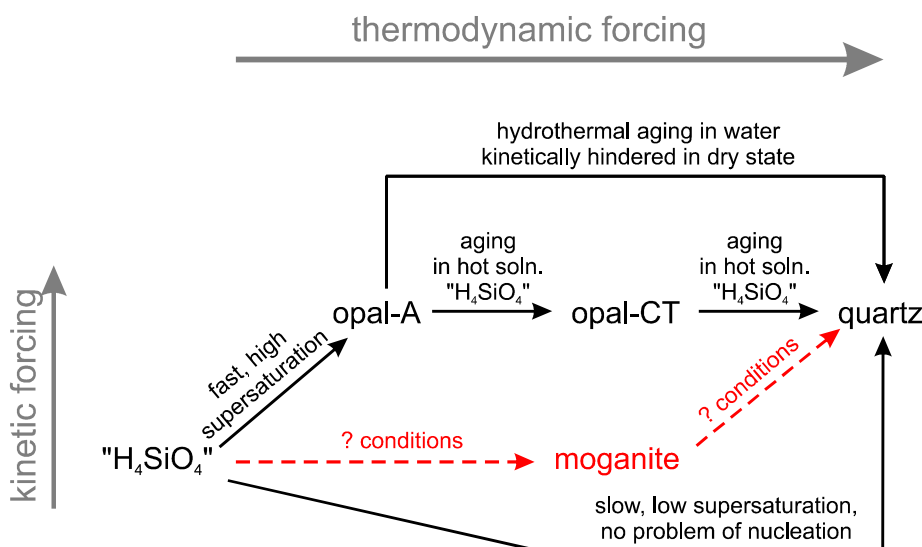 thermodynamic forcing
hydrothermal aging in water
kinetically hindered in dry state
aging
in hot soln.
"H₄SiO₄"
aging
in hot soln.
"H₄SiO₄"
kinetic forcing
opal-A
opal-CT
quartz
fast, high
supersaturation
? conditions
"H₄SiO₄"
? conditions
moganite
slow, low supersaturation,
no problem of nucleation